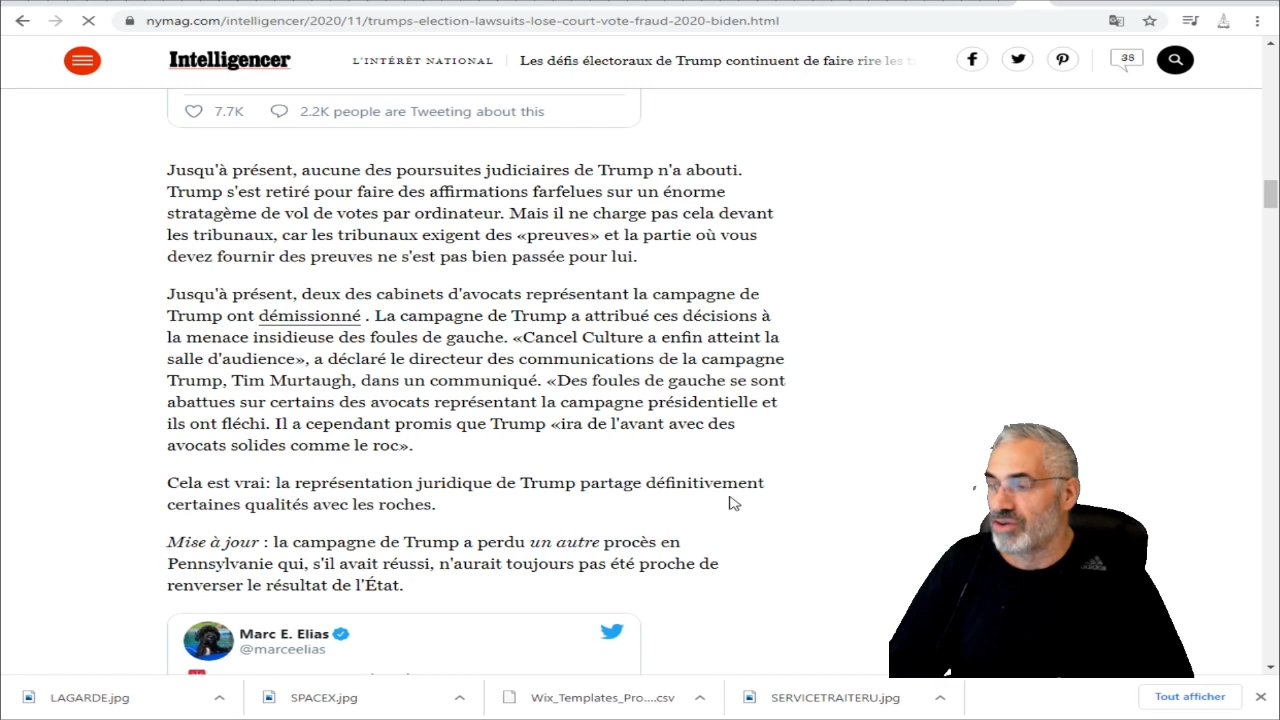 nymag.com/intelligencer/2020/11/trumps-election-lawsuits-lose-court-vote-fraud-2020-biden.html
Intelligencer
L'INTÉRÊT NATIONAL
Les défis électoraux de Trump continuent de faire rire les
35
7.7K
2.2K people are Tweeting about this
Jusqu'à présent, aucune des poursuites judiciaires de Trump n'a abouti.
Trump s'est retiré pour faire des affirmations farfelues sur un énorme
stratagème de vol de votes par ordinateur. Mais il ne charge pas cela devant
les tribunaux, car les tribunaux exigent des «preuves» et la partie où vous
devez fournir des preuves ne s'est pas bien passée pour lui.
Jusqu'à présent, deux des cabinets d'avocats représentant la campagne de
Trump ont démissionné . La campagne de Trump a attribué ces décisions à
la menace insidieuse des foules de gauche. «Cancel Culture a enfin atteint la
salle d'audience», a déclaré le directeur des communications de la campagne
Trump, Tim Murtaugh, dans un communiqué. «Des foules de gauche se sont
abattues sur certains des avocats représentant la campagne présidentielle et
ils ont fléchi. Il a cependant promis que Trump «ira de l'avant avec des
avocats solides comme le roc».
Cela est vrai: la représentation juridique de Trump partage définitivement
certaines qualités avec les roches.
Mise à jour : la campagne de Trump a perdu un autre procès en
Pennsylvanie qui, s'il avait réussi, n'aurait toujours pas été proche de
renverser le résultat de l'État.
Marc E. Elias
@marceelias
adidas
LAGARDE.jpg
SPACEX.jpg
Wix_Templates_Pro....csv
SERVICETRAITERU.jpg
Tout afficher